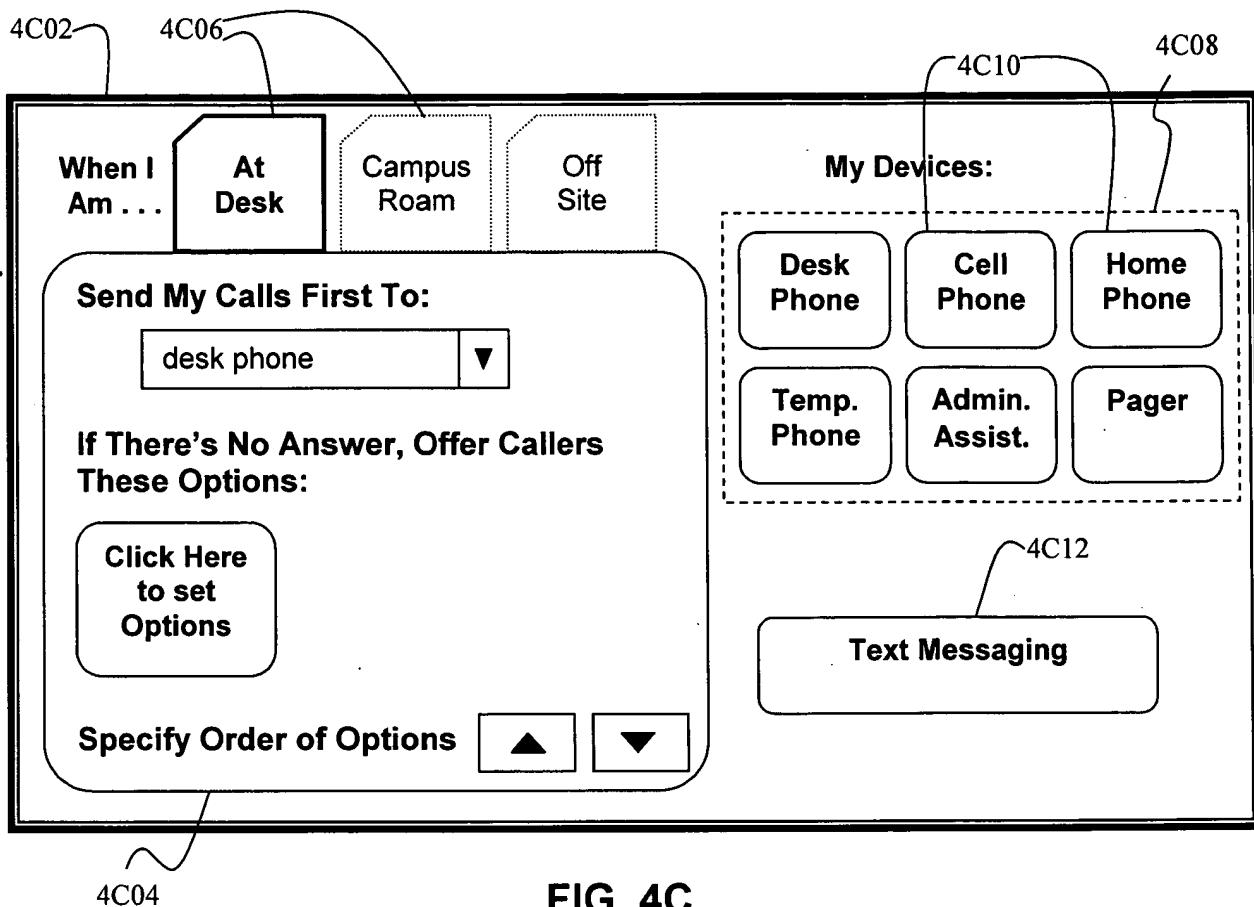 4C02
4C06
4C10
4C08
When I
Am . . .
At
Desk
Campus
Roam
Off
Site
My Devices:
Send My Calls First To:
desk phone
If There's No Answer, Offer Callers
These Options:
Click Here
to set
Options
Specify Order of Options
Desk
Phone
Cell
Phone
Home
Phone
Temp.
Phone
Admin.
Assist.
Pager
4C12
Text Messaging
4C04
FIG. 4C